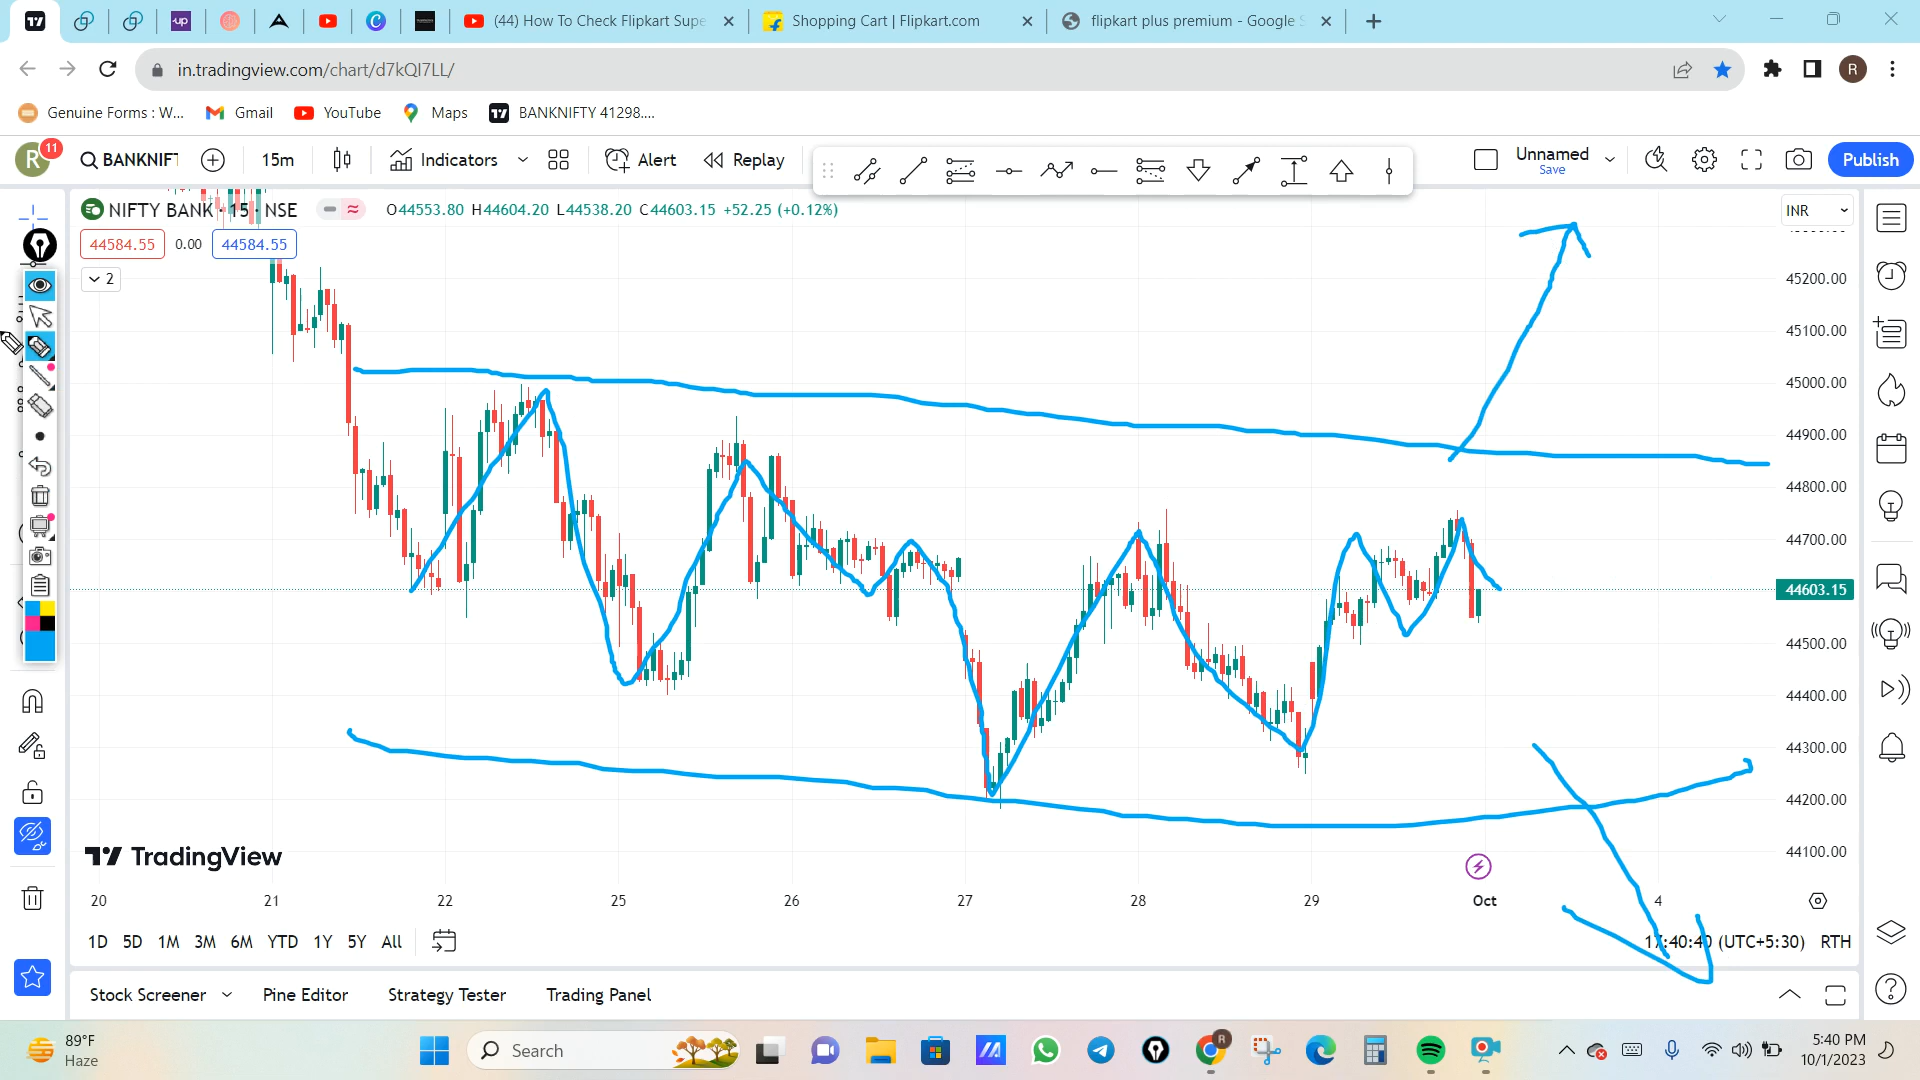 (44) How To Check Flipkart Supe
Shopping Cart | Flipkart.com
flipkart plus premium - Google S
in.tradingview.com/chart/d7kQI7LL/
R
Genuine Forms : W...
Gmail
YouTube
Maps
BANKNIFTY 41298....
R
11
BANKNIFT
15m
Indicators
Alert
Replay
Unnamed
Save
Publish
NIFTY BANK · 15 · NSE
O44553.80 H44604.20 L44538.20 C44603.15 +52.25 (+0.12%)
INR
44584.55
0.00
44584.55
2
45200.00
45100.00
45000.00
44900.00
44800.00
44700.00
44603.15
44500.00
44400.00
44300.00
44200.00
44100.00
TradingView
20 21 22 25 26 27 28 29 Oct 4
1D 5D 1M 3M 6M YTD 1Y 5Y All
17:40:40 (UTC+5:30) RTH
Stock Screener
Pine Editor
Strategy Tester
Trading Panel
89°F
Haze
Search
R
5:40 PM
10/1/2023